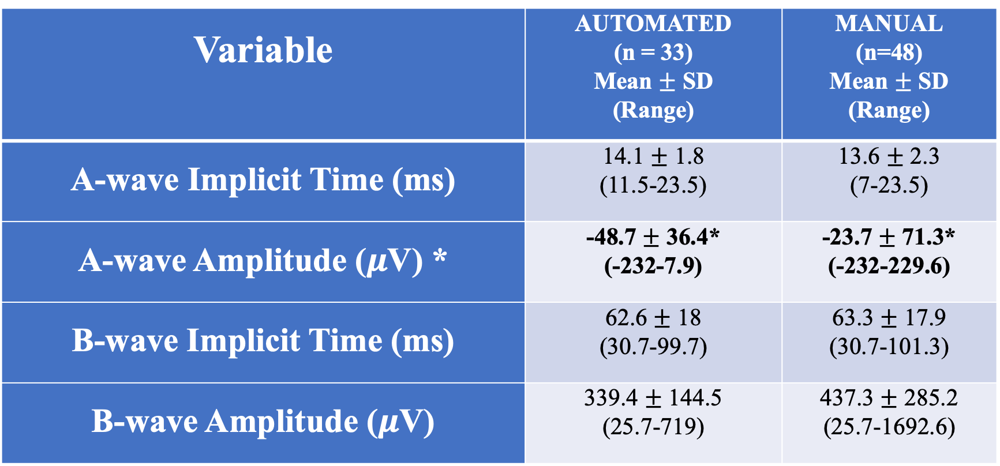 Variable
AUTOMATED
(n = 33)
Mean ± SD
(Range)
MANUAL
(n=48)
Mean ± SD
(Range)
A-wave Implicit Time (ms)
14.1 ± 1.8
(11.5-23.5)
13.6 ± 2.3
(7-23.5)
A-wave Amplitude (μV) *
-48.7 ± 36.4*
(-232-7.9)
-23.7 ± 71.3*
(-232-229.6)
B-wave Implicit Time (ms)
62.6 ± 18
(30.7-99.7)
63.3 ± 17.9
(30.7-101.3)
B-wave Amplitude (μV)
339.4 ± 144.5
(25.7-719)
437.3 ± 285.2
(25.7-1692.6)